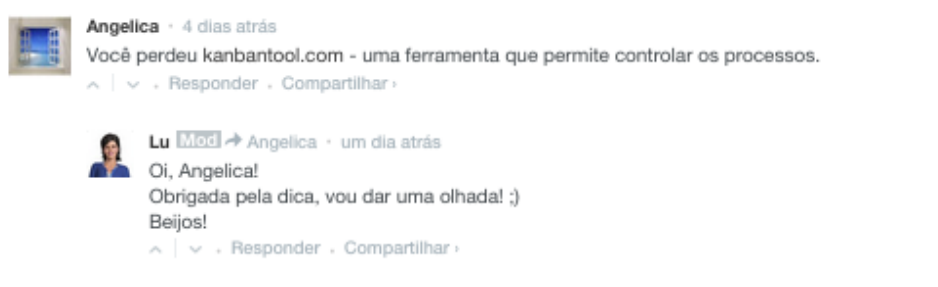 Angelica · 4 dias atrás
Você perdeu kanbantool.com - uma ferramenta que permite controlar os processos.
Responder · Compartilhar ›
Lu Mod Angelica · um dia atrás
Oi, Angelica!
Obrigada pela dica, vou dar uma olhada! ;)
Beijos!
Responder · Compartilhar ›